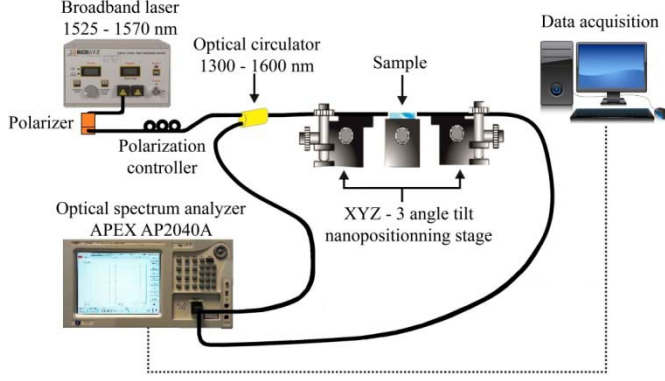 Broadband laser
1525 - 1570 nm
Optical circulator
1300 - 1600 nm
Sample
Data acquisition
Polarizer
Polarization
controller
XYZ - 3 angle tilt
nanopositionning stage
Optical spectrum analyzer
APEX AP2040A